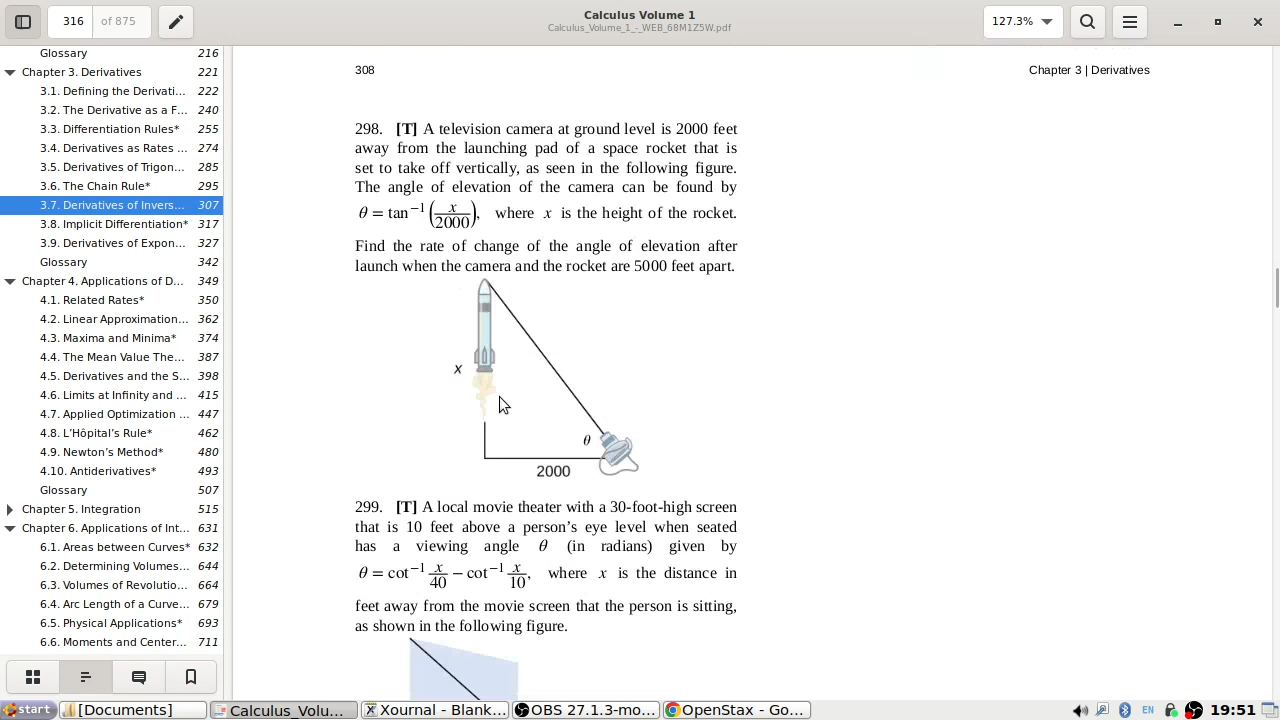 316 of 875
Calculus Volume 1
Calculus_Volume_1_-_WEB_68M1Z5W.pdf
127.3%
Glossary 216
Chapter 3. Derivatives 221
3.1. Defining the Derivati... 222
3.2. The Derivative as a F... 240
3.3. Differentiation Rules* 255
3.4. Derivatives as Rates ... 274
3.5. Derivatives of Trigon... 285
3.6. The Chain Rule* 295
3.7. Derivatives of Invers... 307
3.8. Implicit Differentiation* 317
3.9. Derivatives of Expon... 327
Glossary 342
Chapter 4. Applications of D... 349
4.1. Related Rates* 350
4.2. Linear Approximation... 362
4.3. Maxima and Minima* 374
4.4. The Mean Value The... 387
4.5. Derivatives and the S... 398
4.6. Limits at Infinity and ... 415
4.7. Applied Optimization ... 447
4.8. L'Hôpital's Rule* 462
4.9. Newton's Method* 480
4.10. Antiderivatives* 493
Glossary 507
Chapter 5. Integration 515
Chapter 6. Applications of Int... 631
6.1. Areas between Curves* 632
6.2. Determining Volumes... 644
6.3. Volumes of Revolutio... 664
6.4. Arc Length of a Curve... 679
6.5. Physical Applications* 693
6.6. Moments and Center... 711
308
Chapter 3 | Derivatives
298. [T] A television camera at ground level is 2000 feet
away from the launching pad of a space rocket that is
set to take off vertically, as seen in the following figure.
The angle of elevation of the camera can be found by
θ = tan⁻¹(x/2000), where x is the height of the rocket.
Find the rate of change of the angle of elevation after
launch when the camera and the rocket are 5000 feet apart.
x
θ
2000
299. [T] A local movie theater with a 30-foot-high screen
that is 10 feet above a person's eye level when seated
has a viewing angle θ (in radians) given by
θ = cot⁻¹ x/40 − cot⁻¹ x/10, where x is the distance in
feet away from the movie screen that the person is sitting,
as shown in the following figure.
start
[Documents]
Calculus_Volu...
Xournal - Blank...
OBS 27.1.3-mo...
OpenStax - Go...
EN
19:51